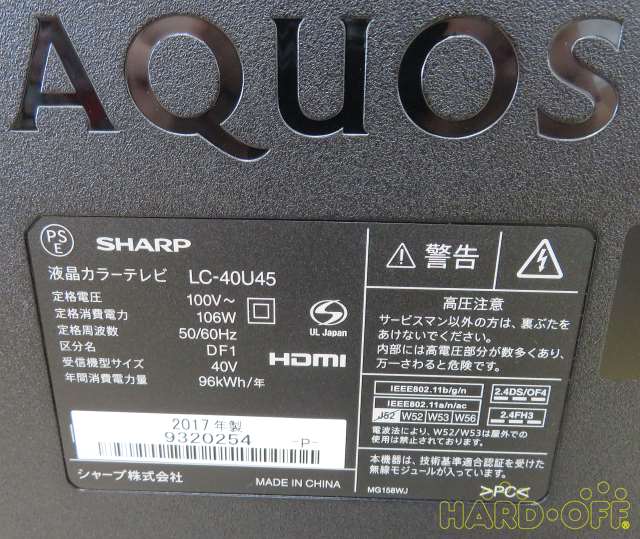 AQUOS
PS
E
SHARP
液晶カラーテレビ LC-40U45
定格電圧 100V～
定格消費電力 106W
定格周波数 50/60Hz
区分名 DF1
受信機型サイズ 40V
年間消費電力量 96kWh/年
UL Japan
HDMI
2017年製
9320254 -P-
シャープ株式会社
MADE IN CHINA
警告
高圧注意
サービスマン以外の方は、裏ぶたを
あけないでください。
内部には高電圧部分が数多くあり、
万一さわると危険です。
IEEE802.11b/g/n
IEEE802.11a/n/ac
J52 W52 W53 W56
2.4DS/OF4
2.4FH3
電波法により、W52/W53は屋外での
使用は禁止されております。
本機器は、技術基準適合認証を受けた
無線モジュールが入っています。
MG158WJ
>PC<
HARD・OFF